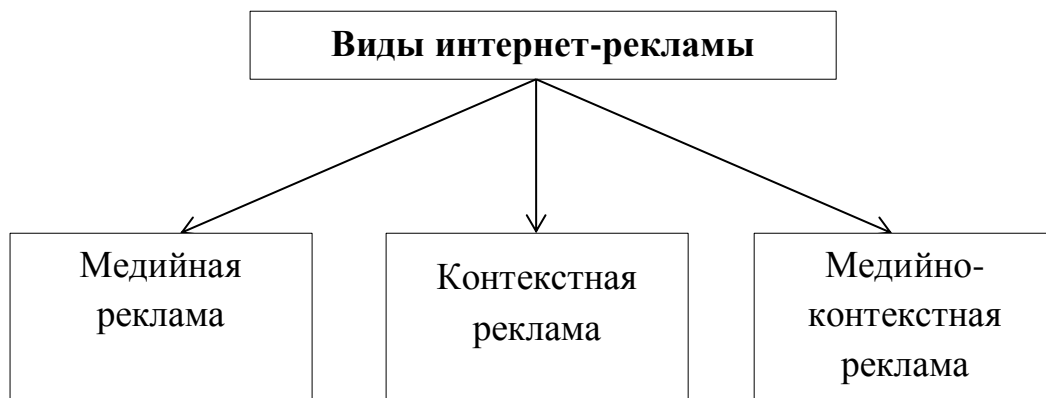 Виды интернет-рекламы
Медийная
реклама
Контекстная
реклама
Медийно-
контекстная
реклама